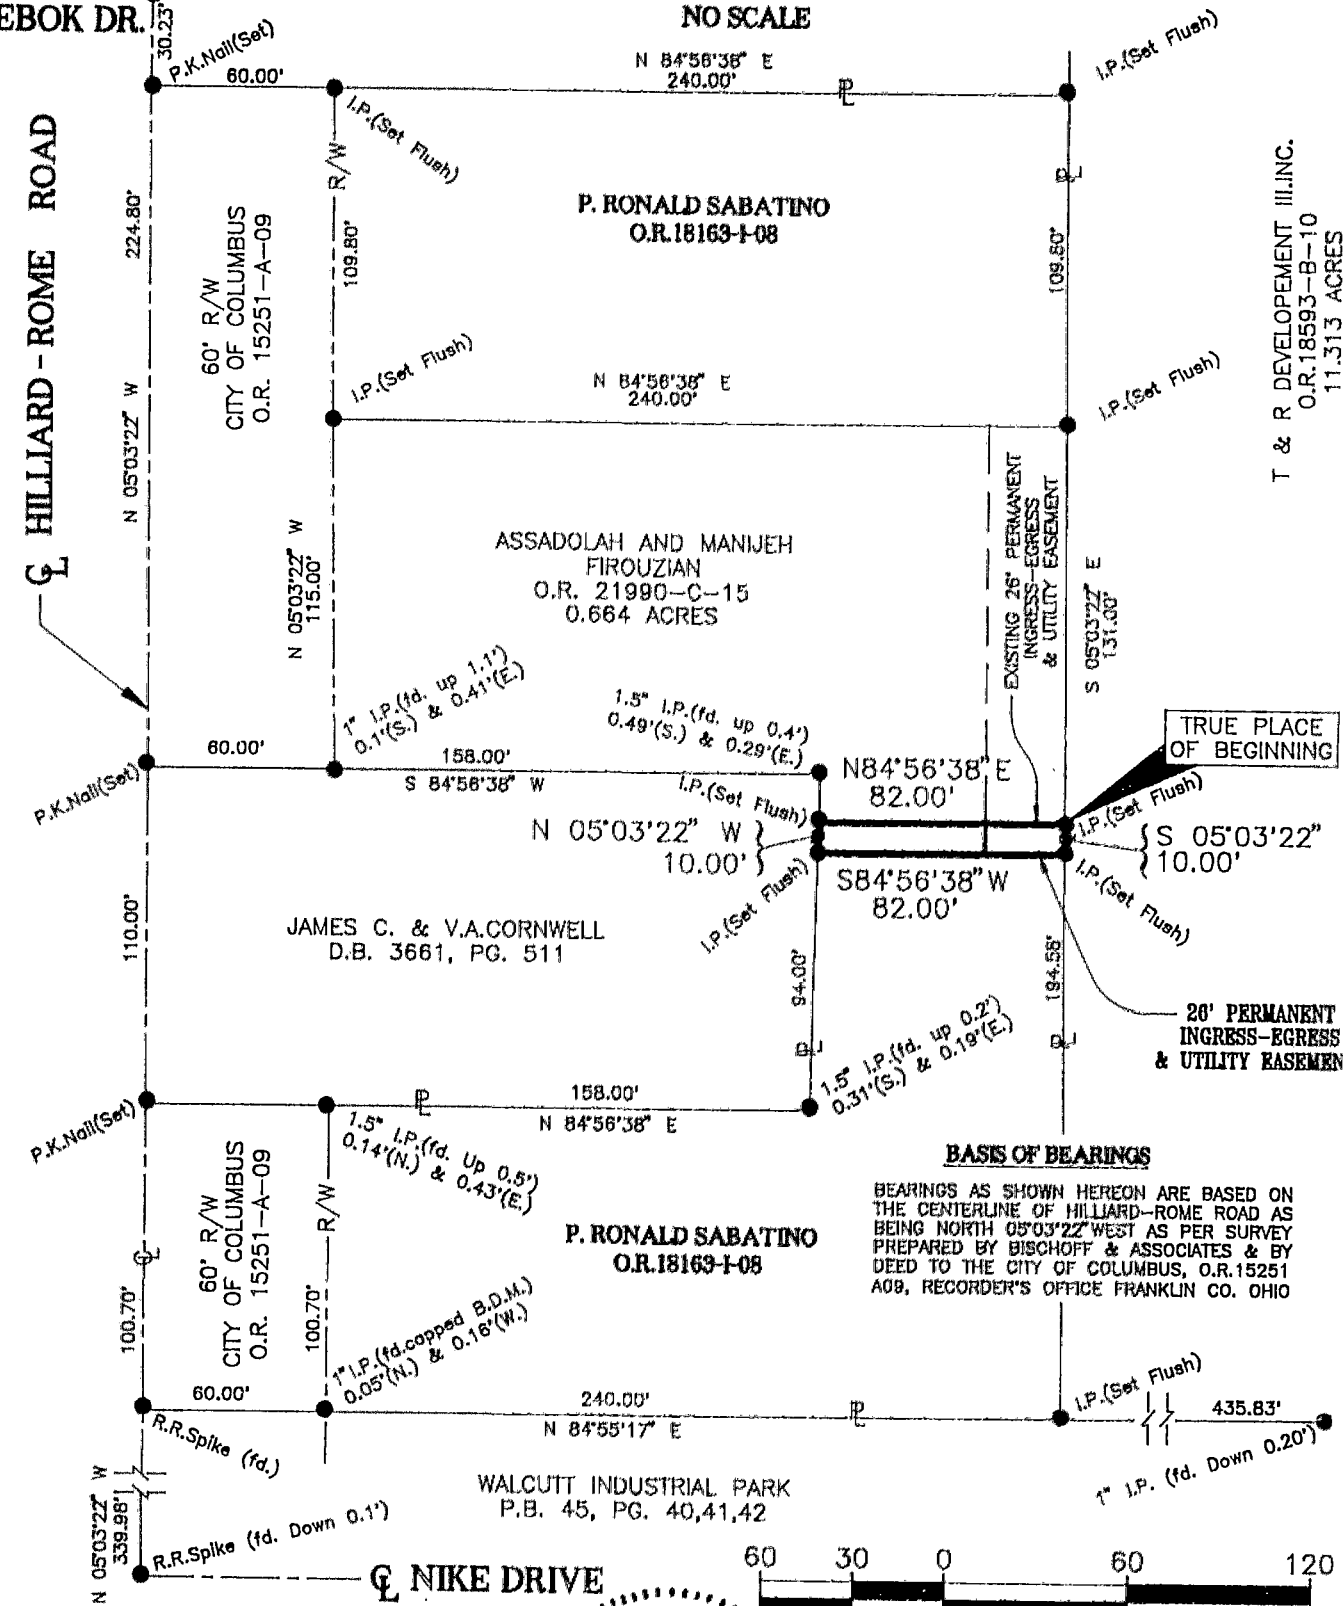 EBOK DR.
30.23'
NO SCALE
P.K.Nail(Set)
60.00'
N 84°56'38" E
240.00'
PL
I.P.(Set Flush)
I.P.(Set Flush)
R/W
PL
HILLIARD-ROME ROAD
CL
224.80'
N 05°03'22" W
60' R/W
CITY OF COLUMBUS
O.R. 15251-A-09
109.80'
P. RONALD SABATINO
O.R.18163-I-08
109.80'
T & R DEVELOPEMENT III.INC.
O.R.18593-B-10
11.313 ACRES
I.P.(Set Flush)
N 84°56'38" E
240.00'
I.P.(Set Flush)
N 05°03'22" W
115.00'
ASSADOLAH AND MANIJEH
FIROUZIAN
O.R. 21990-C-15
0.664 ACRES
EXISTING 26' PERMANENT
INGRESS-EGRESS
& UTILITY EASEMENT
S 05°03'22" E
131.00'
1" I.P.(fd. up 1.1')
0.1'(S.) & 0.41'(E.)
1.5" I.P.(fd. up 0.4')
0.49'(S.) & 0.29'(E.)
TRUE PLACE
OF BEGINNING
60.00'
158.00'
S 84°56'38" W
P.K.Nail(Set)
I.P.(Set Flush)
N84°56'38" E
82.00'
I.P.(Set Flush)
N 05°03'22" W
10.00'
S 05°03'22"
10.00'
I.P.(Set Flush)
S84°56'38" W
82.00'
I.P.(Set Flush)
110.00'
JAMES C. & V.A.CORNWELL
D.B. 3661, PG. 511
94.00'
PL
194.58'
PL
26' PERMANENT
INGRESS-EGRESS
& UTILITY EASEMEN
1.5" I.P.(fd. up 0.2')
0.31'(S.) & 0.19'(E.)
P.K.Nail(Set)
PL
158.00'
N 84°56'38" E
1.5" I.P.(fd. Up 0.5')
0.14'(N.) & 0.43'(E.)
BASIS OF BEARINGS
BEARINGS AS SHOWN HEREON ARE BASED ON
THE CENTERLINE OF HILLIARD-ROME ROAD AS
BEING NORTH 05°03'22" WEST AS PER SURVEY
PREPARED BY BISCHOFF & ASSOCIATES & BY
DEED TO THE CITY OF COLUMBUS, O.R.15251
A09, RECORDER'S OFFICE FRANKLIN CO. OHIO
CL
100.70'
60' R/W
CITY OF COLUMBUS
O.R. 15251-A-09
R/W
100.70'
P. RONALD SABATINO
O.R.18163-I-08
1" I.P.(fd.capped B.D.M.)
0.05'(N.) & 0.16'(W.)
60.00'
240.00'
N 84°55'17" E
PL
I.P.(Set Flush)
435.83'
1" I.P. (fd. Down 0.20')
R.R.Spike (fd.)
WALCUTT INDUSTRIAL PARK
P.B. 45, PG. 40,41,42
N 05°03'22" W
339.98'
R.R.Spike (fd. Down 0.1')
CL NIKE DRIVE
60 30 0 60 120